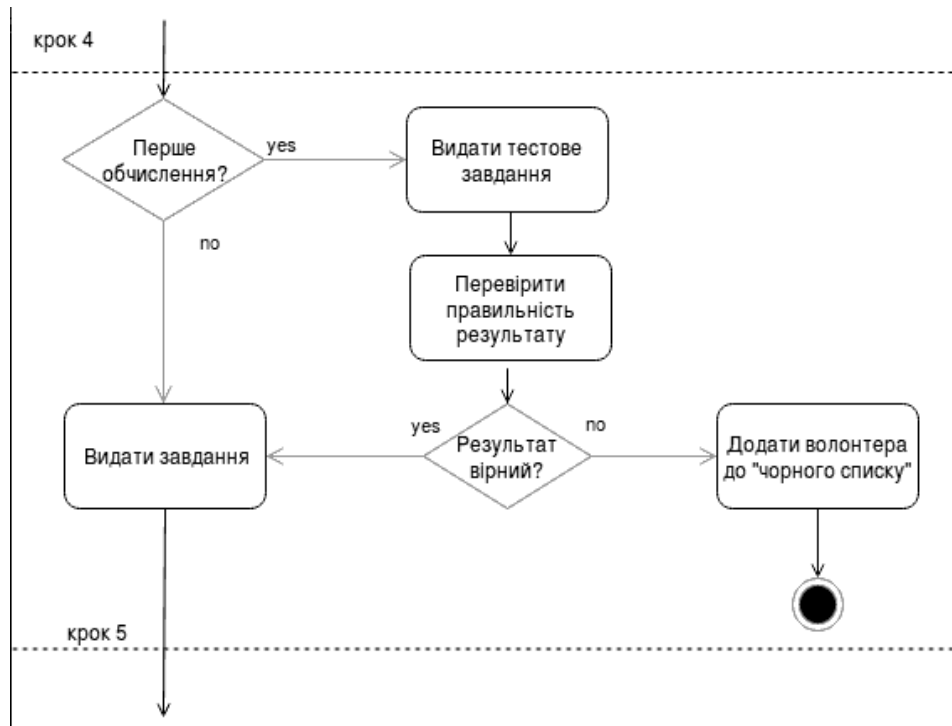 крок 4
Перше
обчислення?
yes
Видати тестове
завдання
no
Перевірити
правильність
результату
Видати завдання
yes
Результат
вірний?
no
Додати волонтера
до "чорного списку"
крок 5